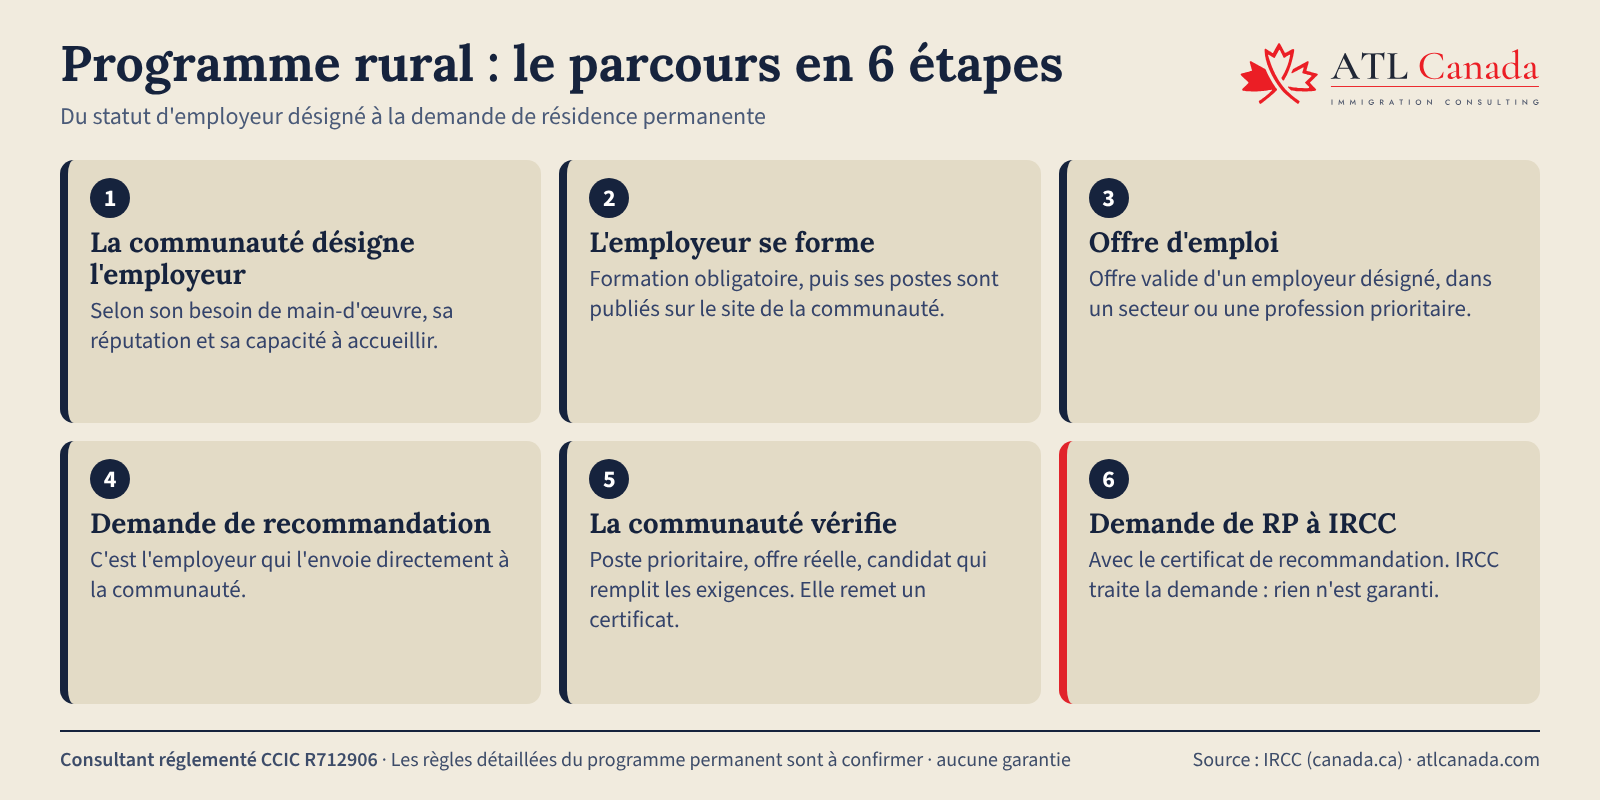 Programme rural : le parcours en 6 étapes
Du statut d'employeur désigné à la demande de résidence permanente
ATL Canada
IMMIGRATION CONSULTING
1
La communauté désigne
l'employeur
Selon son besoin de main-d'œuvre, sa
réputation et sa capacité à accueillir.
2
L'employeur se forme
Formation obligatoire, puis ses postes sont
publiés sur le site de la communauté.
3
Offre d'emploi
Offre valide d'un employeur désigné, dans
un secteur ou une profession prioritaire.
4
Demande de recommandation
C'est l'employeur qui l'envoie directement à
la communauté.
5
La communauté vérifie
Poste prioritaire, offre réelle, candidat qui
remplit les exigences. Elle remet un
certificat.
6
Demande de RP à IRCC
Avec le certificat de recommandation. IRCC
traite la demande : rien n'est garanti.
Consultant réglementé CCIC R712906 · Les règles détaillées du programme permanent sont à confirmer · aucune garantie
Source : IRCC (canada.ca) · atlcanada.com